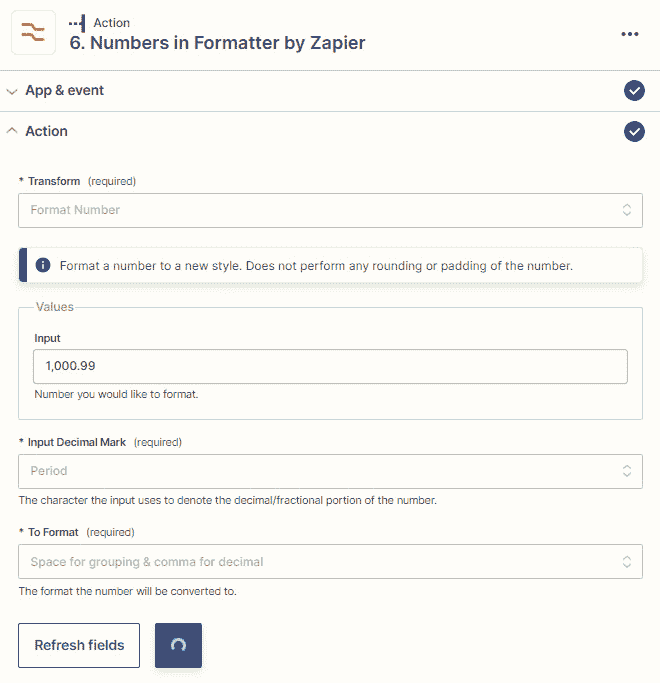 Action
6. Numbers in Formatter by Zapier
App & event
Action
* Transform (required)
Format Number
Format a number to a new style. Does not perform any rounding or padding of the number.
Values
Input
1,000.99
Number you would like to format.
* Input Decimal Mark (required)
Period
The character the input uses to denote the decimal/fractional portion of the number.
* To Format (required)
Space for grouping & comma for decimal
The format the number will be converted to.
Refresh fields